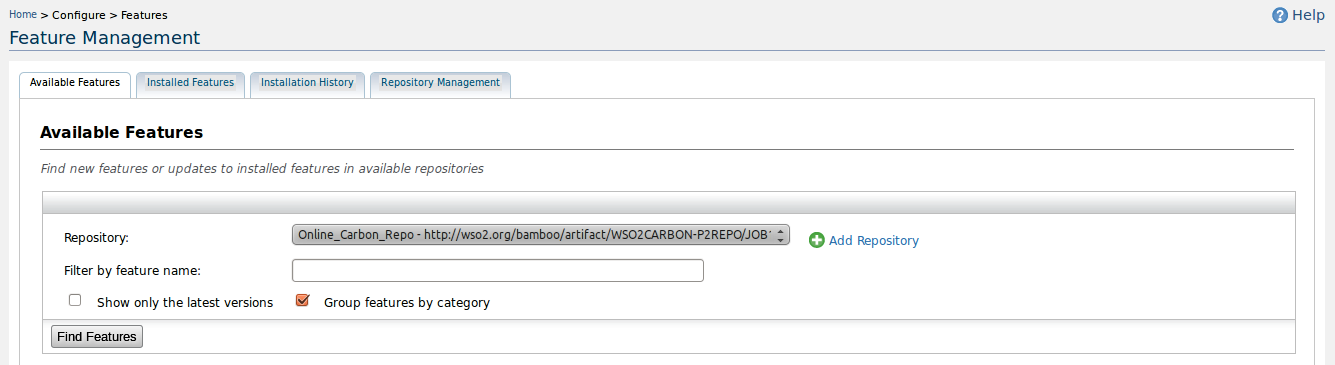 Home > Configure > Features
Help
Feature Management
Available Features
Installed Features
Installation History
Repository Management
Available Features
Find new features or updates to installed features in available repositories
Repository:
Online_Carbon_Repo - http://wso2.org/bamboo/artifact/WSO2CARBON-P2REPO/JOB1
Add Repository
Filter by feature name:
Show only the latest versions
Group features by category
Find Features